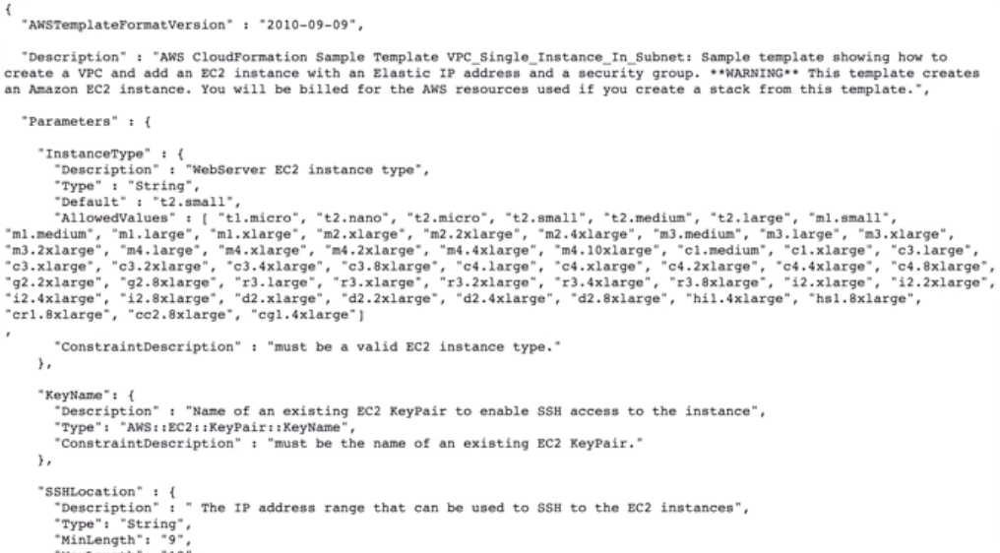 {
"AWSTemplateFormatVersion" : "2010-09-09",
"Description" : "AWS CloudFormation Sample Template VPC_Single_Instance_In_Subnet: Sample template showing how to
create a VPC and add an EC2 instance with an Elastic IP address and a security group. **WARNING** This template creates
an Amazon EC2 instance. You will be billed for the AWS resources used if you create a stack from this template.",
"Parameters" : {
"InstanceType" : {
"Description" : "WebServer EC2 instance type",
"Type" : "String",
"Default" : "t2.small",
"AllowedValues" : [ "t1.micro", "t2.nano", "t2.micro", "t2.small", "t2.medium", "t2.large", "m1.small",
"m1.medium", "m1.large", "m1.xlarge", "m2.xlarge", "m2.2xlarge", "m2.4xlarge", "m3.medium", "m3.large", "m3.xlarge",
"m3.2xlarge", "m4.large", "m4.xlarge", "m4.2xlarge", "m4.4xlarge", "m4.10xlarge", "c1.medium", "c1.xlarge", "c3.large",
"c3.xlarge", "c3.2xlarge", "c3.4xlarge", "c3.8xlarge", "c4.large", "c4.xlarge", "c4.2xlarge", "c4.4xlarge", "c4.8xlarge",
"g2.2xlarge", "g2.8xlarge", "r3.large", "r3.xlarge", "r3.2xlarge", "r3.4xlarge", "r3.8xlarge", "i2.xlarge", "i2.2xlarge",
"i2.4xlarge", "i2.8xlarge", "d2.xlarge", "d2.2xlarge", "d2.4xlarge", "d2.8xlarge", "hi1.4xlarge", "hs1.8xlarge",
"cr1.8xlarge", "cc2.8xlarge", "cg1.4xlarge"]
,
"ConstraintDescription" : "must be a valid EC2 instance type."
},
"KeyName": {
"Description" : "Name of an existing EC2 KeyPair to enable SSH access to the instance",
"Type": "AWS::EC2::KeyPair::KeyName",
"ConstraintDescription" : "must be the name of an existing EC2 KeyPair."
},
"SSHLocation" : {
"Description" : " The IP address range that can be used to SSH to the EC2 instances",
"Type": "String",
"MinLength": "9",